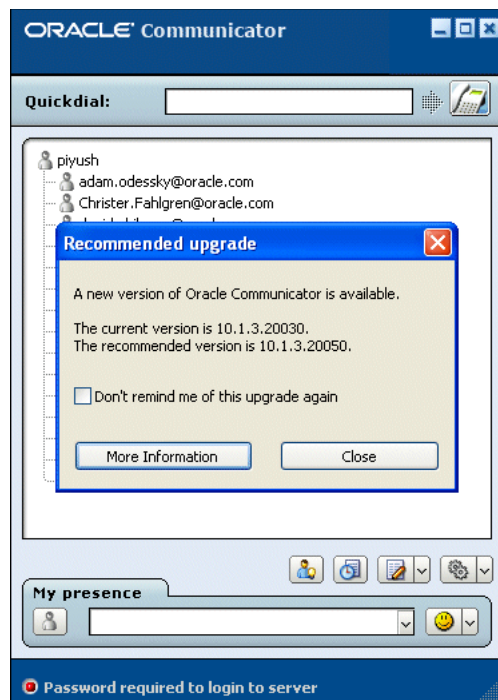 ORACLE Communicator
Quickdial:
piyush
adam.odessky@oracle.com
Christer.Fahlgren@oracle.com
Recommended upgrade
A new version of Oracle Communicator is available.
The current version is 10.1.3.20030.
The recommended version is 10.1.3.20050.
Don't remind me of this upgrade again
More Information
Close
My presence
Password required to login to server